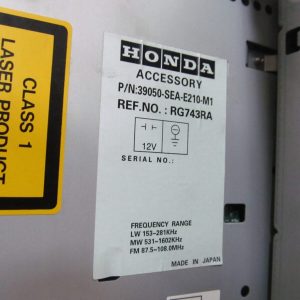 CLASS 1
LASER PRODUCT
HONDA
ACCESSORY
P/N:39050-SEA-E210-M1
REF.NO.: RG743RA
12V
SERIAL NO.:
FREQUENCY RANGE
LW 153~281KHz
MW 531~1602KHz
FM 87.5~108.0MHz
MADE IN JAPAN